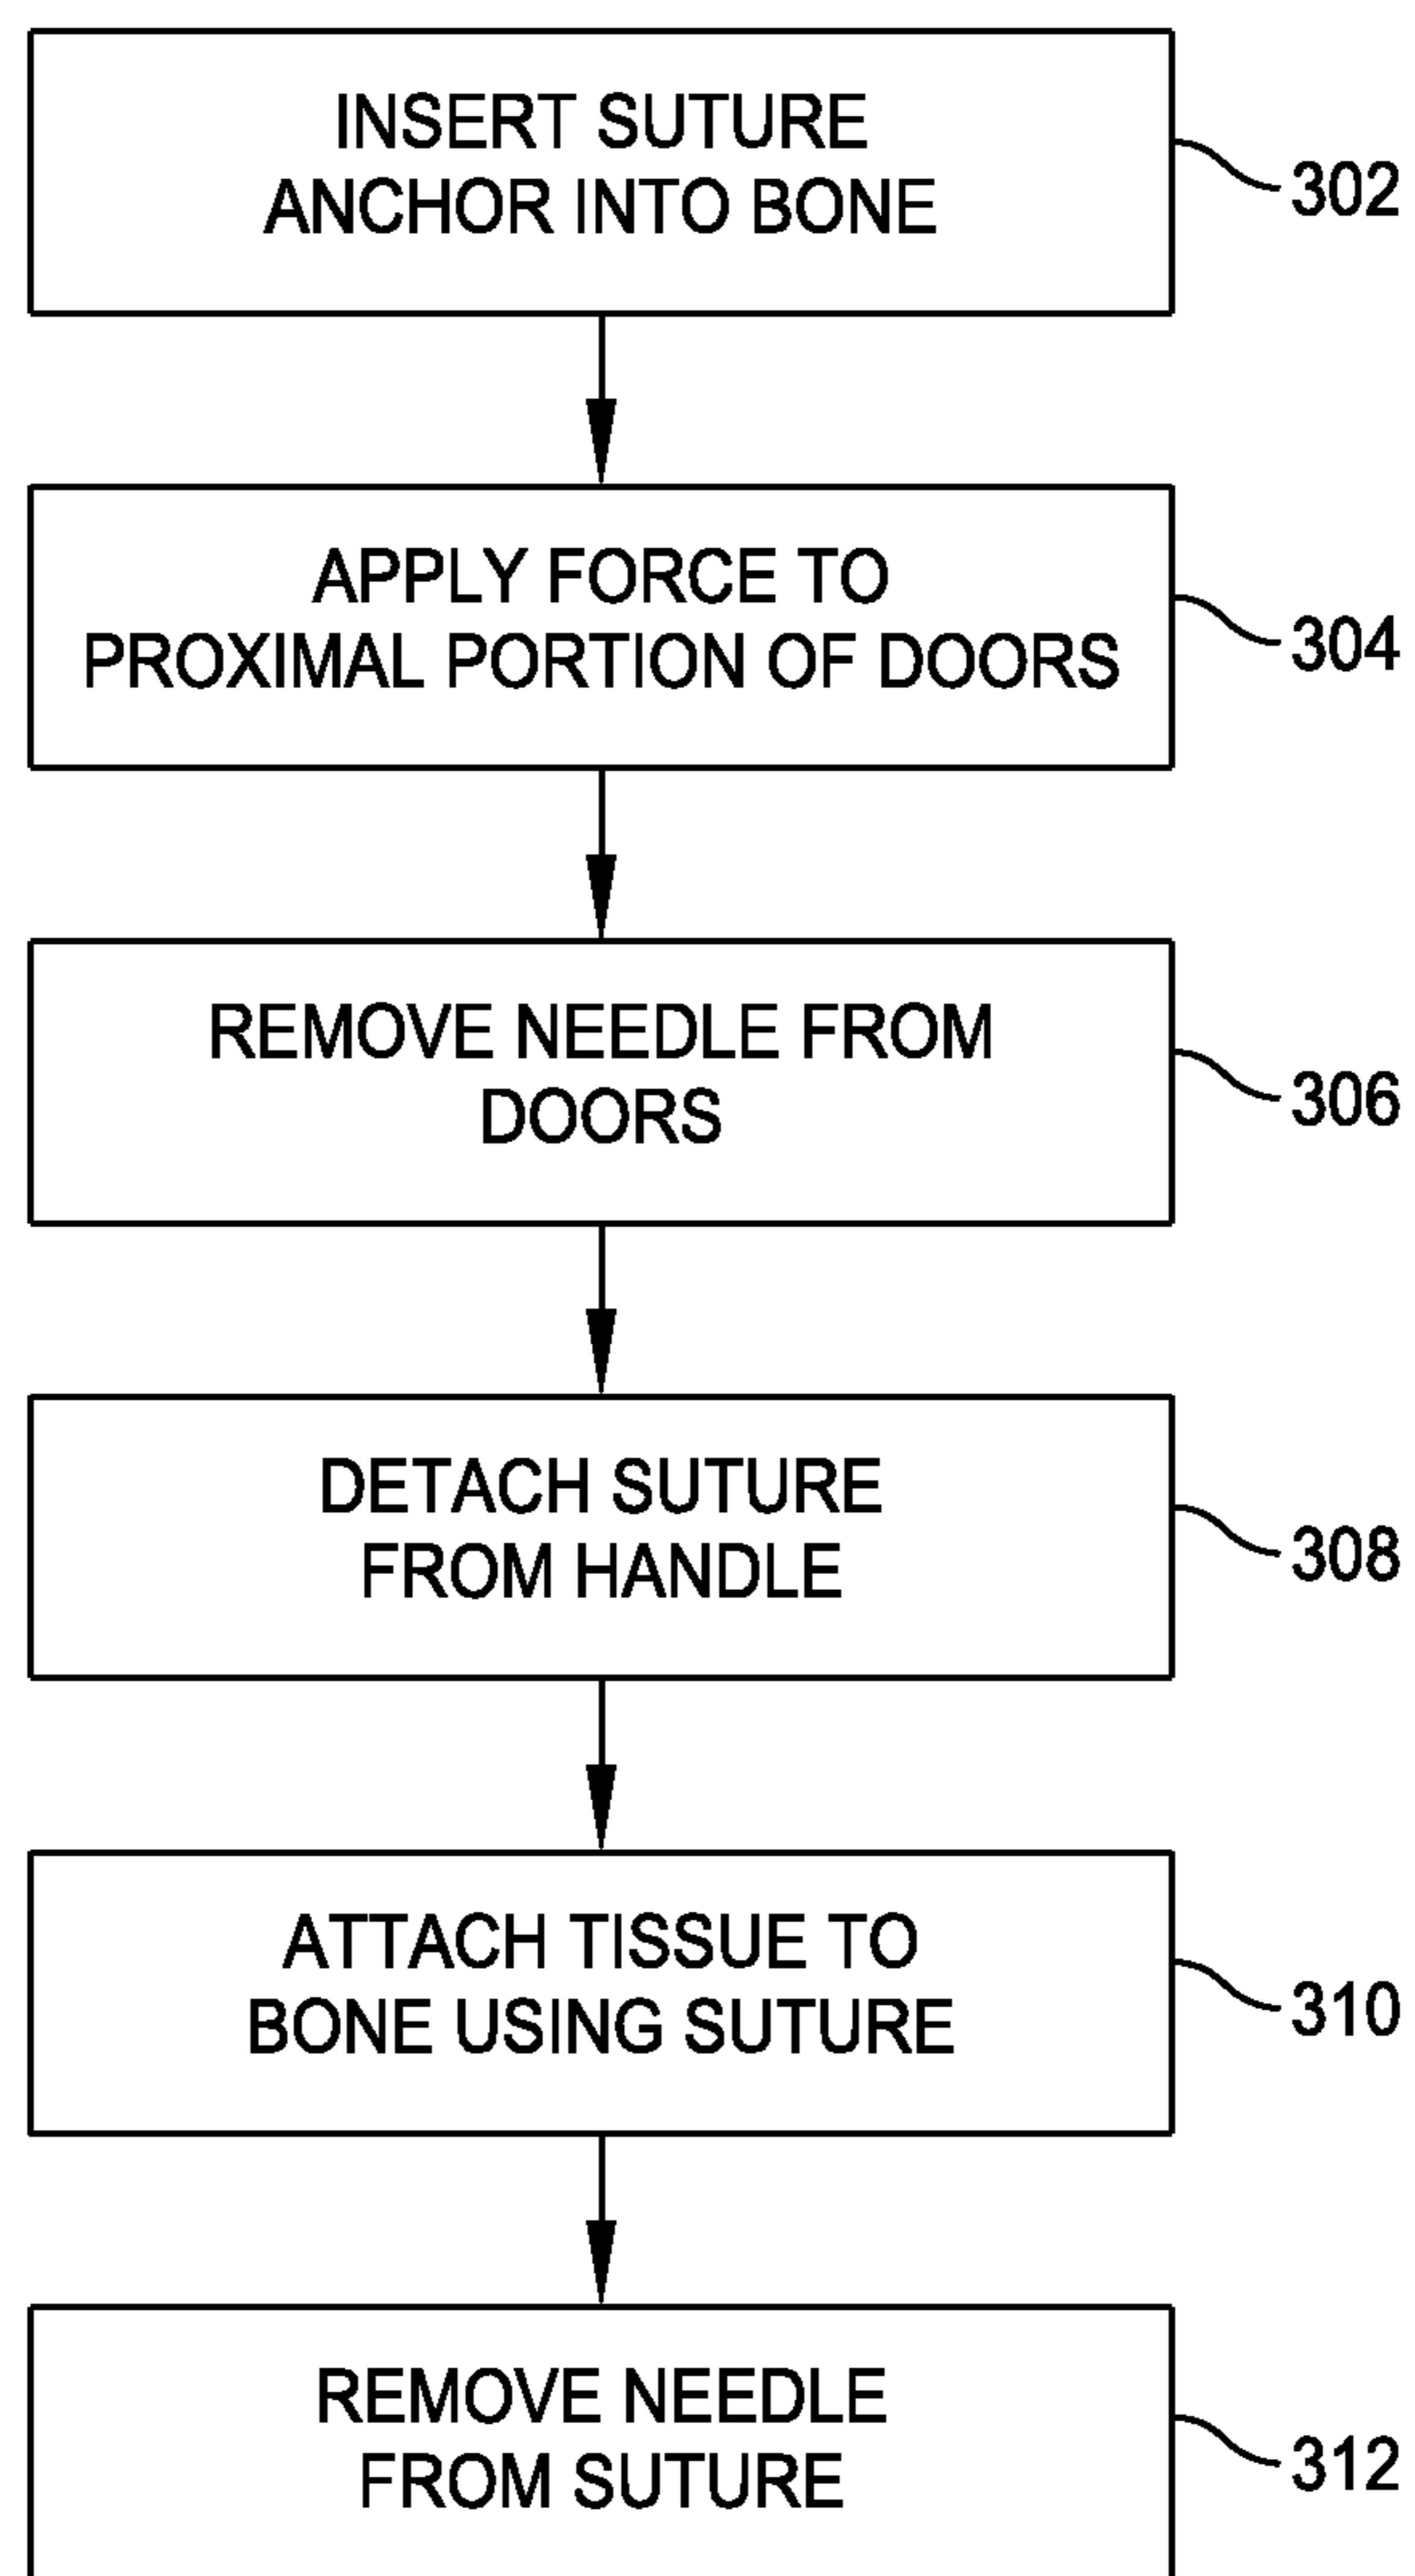 INSERT SUTURE
ANCHOR INTO BONE
302
APPLY FORCE TO
PROXIMAL PORTION OF DOORS
304
REMOVE NEEDLE FROM
DOORS
306
DETACH SUTURE
FROM HANDLE
308
ATTACH TISSUE TO
BONE USING SUTURE
310
REMOVE NEEDLE
FROM SUTURE
312